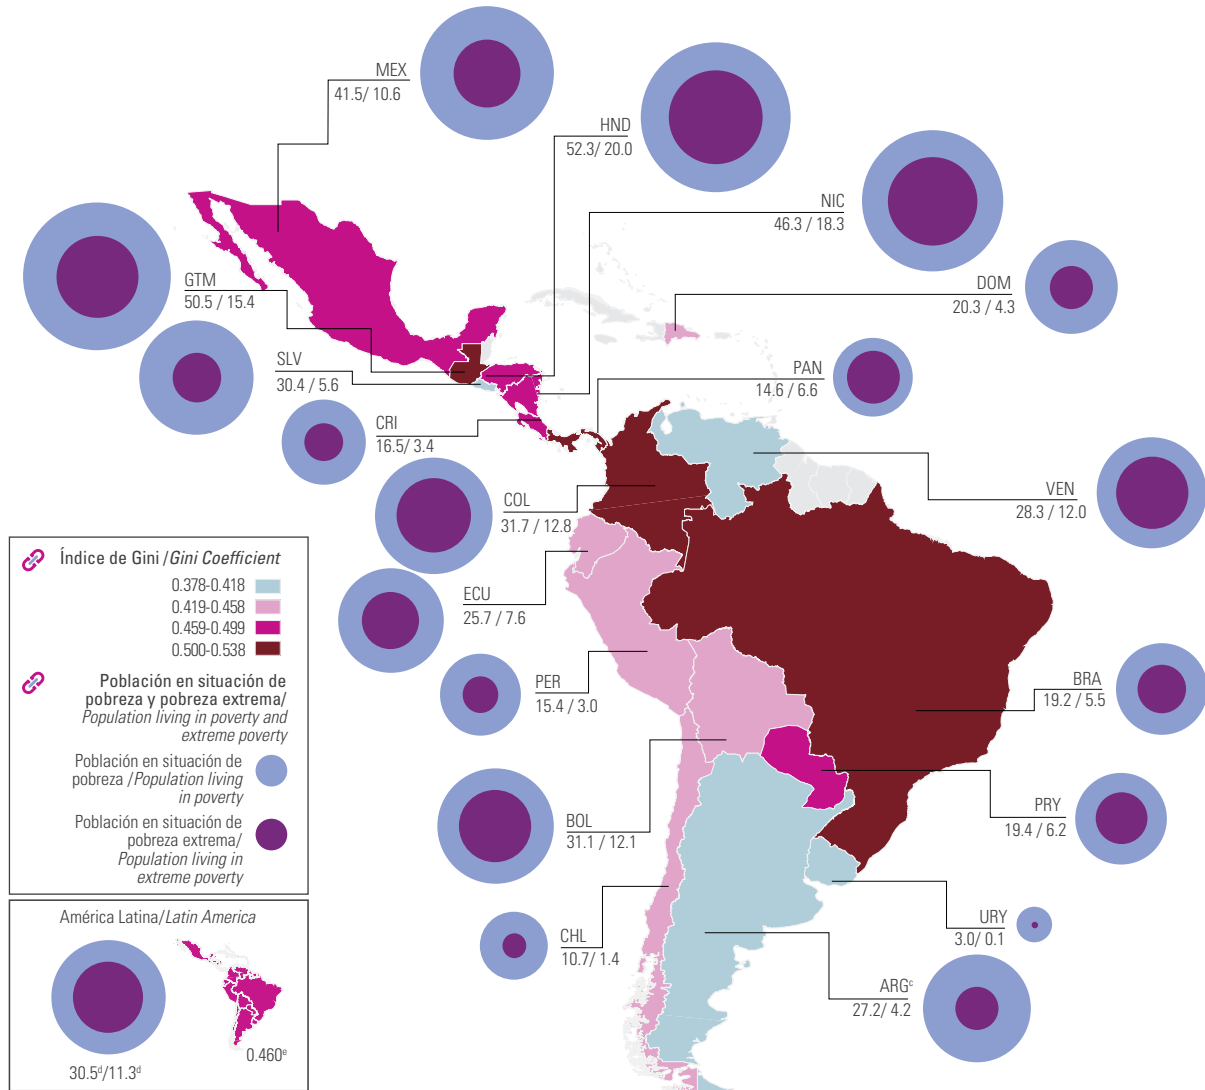 MEX
41.5/ 10.6
HND
52.3/ 20.0
NIC
46.3 / 18.3
GTM
50.5 / 15.4
DOM
20.3 / 4.3
SLV
30.4 / 5.6
PAN
14.6 / 6.6
CRI
16.5/ 3.4
COL
31.7 / 12.8
VEN
28.3 / 12.0
ECU
25.7 / 7.6
PER
15.4 / 3.0
BRA
19.2 / 5.5
BOL
31.1 / 12.1
PRY
19.4 / 6.2
CHL
10.7/ 1.4
URY
3.0/ 0.1
ARGᶜ
27.2/ 4.2
Índice de Gini /Gini Coefficient
0.378-0.418
0.419-0.458
0.459-0.499
0.500-0.538
Población en situación de
pobreza y pobreza extrema/
Population living in poverty and
extreme poverty
Población en situación de
pobreza /Population living
in poverty
Población en situación de
pobreza extrema/
Population living in
extreme poverty
América Latina/Latin America
0.460ᵉ
30.5ᵈ/11.3ᵈ